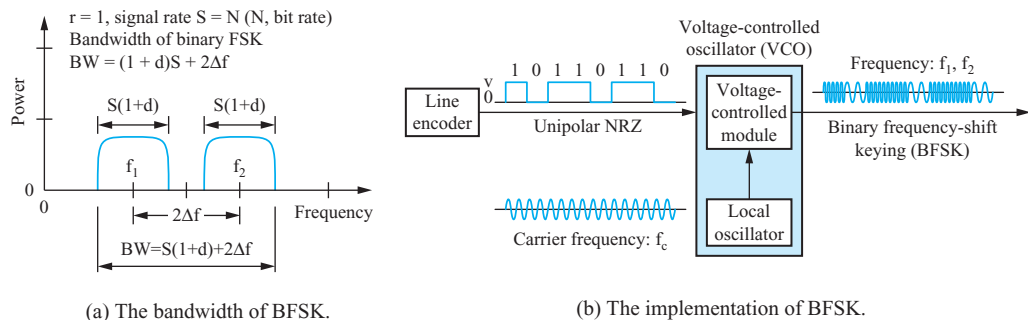 r = 1, signal rate S = N (N, bit rate)
Bandwidth of binary FSK
BW = (1 + d)S + 2Δf
Power
S(1+d)
S(1+d)
f₁
f₂
0
0
2Δf
Frequency
BW=S(1+d)+2Δf
(a) The bandwidth of BFSK.
Voltage-controlled
oscillator (VCO)
1 0 1 1 0 1 1 0
v
0
Line
encoder
Unipolar NRZ
Voltage-
controlled
module
Frequency: f₁, f₂
Binary frequency-shift
keying (BFSK)
Local
oscillator
Carrier frequency: f꜀
(b) The implementation of BFSK.